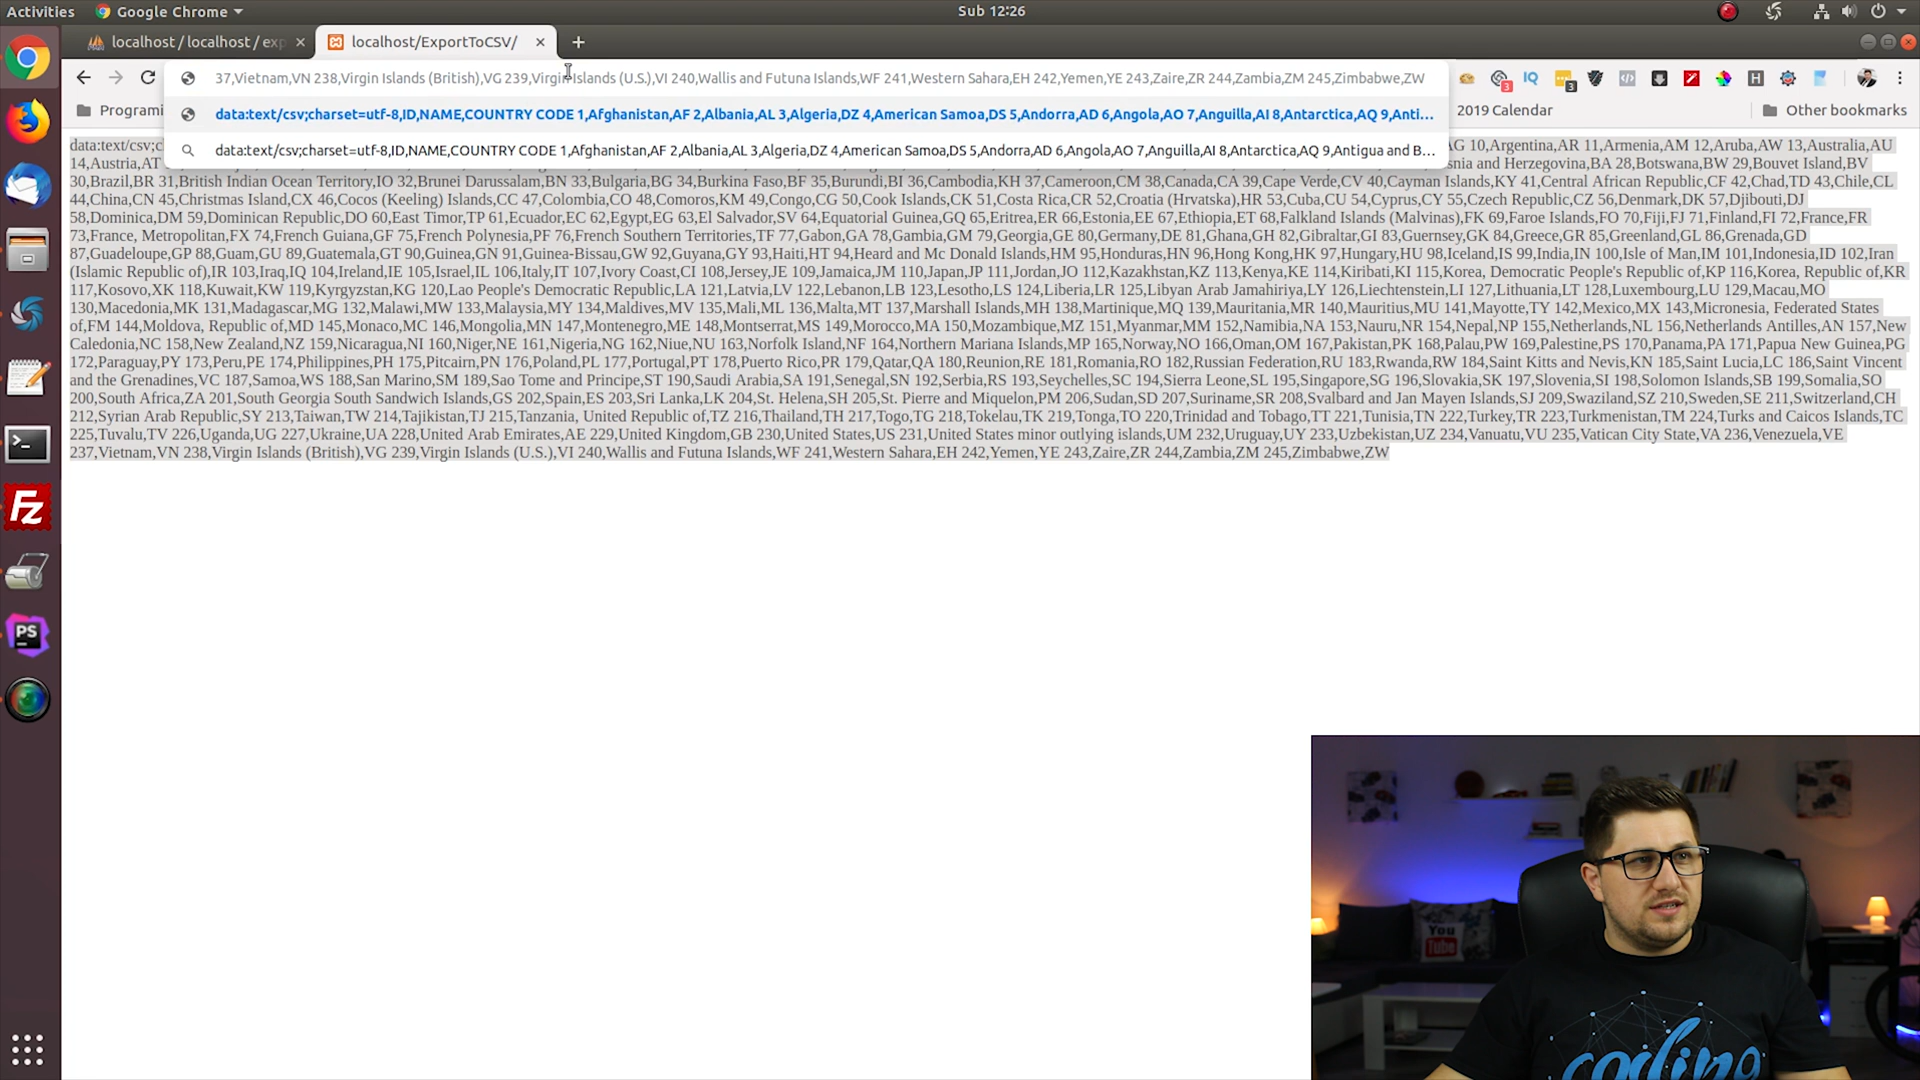 Activities Google Chrome Sub 12:26
localhost / localhost / exp localhost/ExportToCSV/
37,Vietnam,VN 238,Virgin Islands (British),VG 239,Virgin Islands (U.S.),VI 240,Wallis and Futuna Islands,WF 241,Western Sahara,EH 242,Yemen,YE 243,Zaire,ZR 244,Zambia,ZM 245,Zimbabwe,ZW
IQ 3 3 H
Programi 2019 Calendar Other bookmarks
data:text/csv;charset=utf-8,ID,NAME,COUNTRY CODE 1,Afghanistan,AF 2,Albania,AL 3,Algeria,DZ 4,American Samoa,DS 5,Andorra,AD 6,Angola,AO 7,Anguilla,AI 8,Antarctica,AQ 9,Anti...
data:text/csv;charset=utf-8,ID,NAME,COUNTRY CODE 1,Afghanistan,AF 2,Albania,AL 3,Algeria,DZ 4,American Samoa,DS 5,Andorra,AD 6,Angola,AO 7,Anguilla,AI 8,Antarctica,AQ 9,Antigua and B...
data:text/csv;c AG 10,Argentina,AR 11,Armenia,AM 12,Aruba,AW 13,Australia,AU
14,Austria,AT snia and Herzegovina,BA 28,Botswana,BW 29,Bouvet Island,BV
30,Brazil,BR 31,British Indian Ocean Territory,IO 32,Brunei Darussalam,BN 33,Bulgaria,BG 34,Burkina Faso,BF 35,Burundi,BI 36,Cambodia,KH 37,Cameroon,CM 38,Canada,CA 39,Cape Verde,CV 40,Cayman Islands,KY 41,Central African Republic,CF 42,Chad,TD 43,Chile,CL
44,China,CN 45,Christmas Island,CX 46,Cocos (Keeling) Islands,CC 47,Colombia,CO 48,Comoros,KM 49,Congo,CG 50,Cook Islands,CK 51,Costa Rica,CR 52,Croatia (Hrvatska),HR 53,Cuba,CU 54,Cyprus,CY 55,Czech Republic,CZ 56,Denmark,DK 57,Djibouti,DJ
58,Dominica,DM 59,Dominican Republic,DO 60,East Timor,TP 61,Ecuador,EC 62,Egypt,EG 63,El Salvador,SV 64,Equatorial Guinea,GQ 65,Eritrea,ER 66,Estonia,EE 67,Ethiopia,ET 68,Falkland Islands (Malvinas),FK 69,Faroe Islands,FO 70,Fiji,FJ 71,Finland,FI 72,France,FR
73,France, Metropolitan,FX 74,French Guiana,GF 75,French Polynesia,PF 76,French Southern Territories,TF 77,Gabon,GA 78,Gambia,GM 79,Georgia,GE 80,Germany,DE 81,Ghana,GH 82,Gibraltar,GI 83,Guernsey,GK 84,Greece,GR 85,Greenland,GL 86,Grenada,GD
87,Guadeloupe,GP 88,Guam,GU 89,Guatemala,GT 90,Guinea,GN 91,Guinea-Bissau,GW 92,Guyana,GY 93,Haiti,HT 94,Heard and Mc Donald Islands,HM 95,Honduras,HN 96,Hong Kong,HK 97,Hungary,HU 98,Iceland,IS 99,India,IN 100,Isle of Man,IM 101,Indonesia,ID 102,Iran
(Islamic Republic of),IR 103,Iraq,IQ 104,Ireland,IE 105,Israel,IL 106,Italy,IT 107,Ivory Coast,CI 108,Jersey,JE 109,Jamaica,JM 110,Japan,JP 111,Jordan,JO 112,Kazakhstan,KZ 113,Kenya,KE 114,Kiribati,KI 115,Korea, Democratic People's Republic of,KP 116,Korea, Republic of,KR
117,Kosovo,XK 118,Kuwait,KW 119,Kyrgyzstan,KG 120,Lao People's Democratic Republic,LA 121,Latvia,LV 122,Lebanon,LB 123,Lesotho,LS 124,Liberia,LR 125,Libyan Arab Jamahiriya,LY 126,Liechtenstein,LI 127,Lithuania,LT 128,Luxembourg,LU 129,Macau,MO
130,Macedonia,MK 131,Madagascar,MG 132,Malawi,MW 133,Malaysia,MY 134,Maldives,MV 135,Mali,ML 136,Malta,MT 137,Marshall Islands,MH 138,Martinique,MQ 139,Mauritania,MR 140,Mauritius,MU 141,Mayotte,TY 142,Mexico,MX 143,Micronesia, Federated States
of,FM 144,Moldova, Republic of,MD 145,Monaco,MC 146,Mongolia,MN 147,Montenegro,ME 148,Montserrat,MS 149,Morocco,MA 150,Mozambique,MZ 151,Myanmar,MM 152,Namibia,NA 153,Nauru,NR 154,Nepal,NP 155,Netherlands,NL 156,Netherlands Antilles,AN 157,New
Caledonia,NC 158,New Zealand,NZ 159,Nicaragua,NI 160,Niger,NE 161,Nigeria,NG 162,Niue,NU 163,Norfolk Island,NF 164,Northern Mariana Islands,MP 165,Norway,NO 166,Oman,OM 167,Pakistan,PK 168,Palau,PW 169,Palestine,PS 170,Panama,PA 171,Papua New Guinea,PG
172,Paraguay,PY 173,Peru,PE 174,Philippines,PH 175,Pitcairn,PN 176,Poland,PL 177,Portugal,PT 178,Puerto Rico,PR 179,Qatar,QA 180,Reunion,RE 181,Romania,RO 182,Russian Federation,RU 183,Rwanda,RW 184,Saint Kitts and Nevis,KN 185,Saint Lucia,LC 186,Saint Vincent
and the Grenadines,VC 187,Samoa,WS 188,San Marino,SM 189,Sao Tome and Principe,ST 190,Saudi Arabia,SA 191,Senegal,SN 192,Serbia,RS 193,Seychelles,SC 194,Sierra Leone,SL 195,Singapore,SG 196,Slovakia,SK 197,Slovenia,SI 198,Solomon Islands,SB 199,Somalia,SO
200,South Africa,ZA 201,South Georgia South Sandwich Islands,GS 202,Spain,ES 203,Sri Lanka,LK 204,St. Helena,SH 205,St. Pierre and Miquelon,PM 206,Sudan,SD 207,Suriname,SR 208,Svalbard and Jan Mayen Islands,SJ 209,Swaziland,SZ 210,Sweden,SE 211,Switzerland,CH
212,Syrian Arab Republic,SY 213,Taiwan,TW 214,Tajikistan,TJ 215,Tanzania, United Republic of,TZ 216,Thailand,TH 217,Togo,TG 218,Tokelau,TK 219,Tonga,TO 220,Trinidad and Tobago,TT 221,Tunisia,TN 222,Turkey,TR 223,Turkmenistan,TM 224,Turks and Caicos Islands,TC
225,Tuvalu,TV 226,Uganda,UG 227,Ukraine,UA 228,United Arab Emirates,AE 229,United Kingdom,GB 230,United States,US 231,United States minor outlying islands,UM 232,Uruguay,UY 233,Uzbekistan,UZ 234,Vanuatu,VU 235,Vatican City State,VA 236,Venezuela,VE
237,Vietnam,VN 238,Virgin Islands (British),VG 239,Virgin Islands (U.S.),VI 240,Wallis and Futuna Islands,WF 241,Western Sahara,EH 242,Yemen,YE 243,Zaire,ZR 244,Zambia,ZM 245,Zimbabwe,ZW
Fz
PS
You
Tube
coding